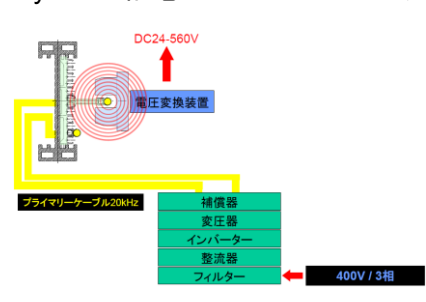 DC24-560V
電圧変換装置
プライマリーケーブル20kHz
補償器
変圧器
インバーター
整流器
フィルター
400V / 3相